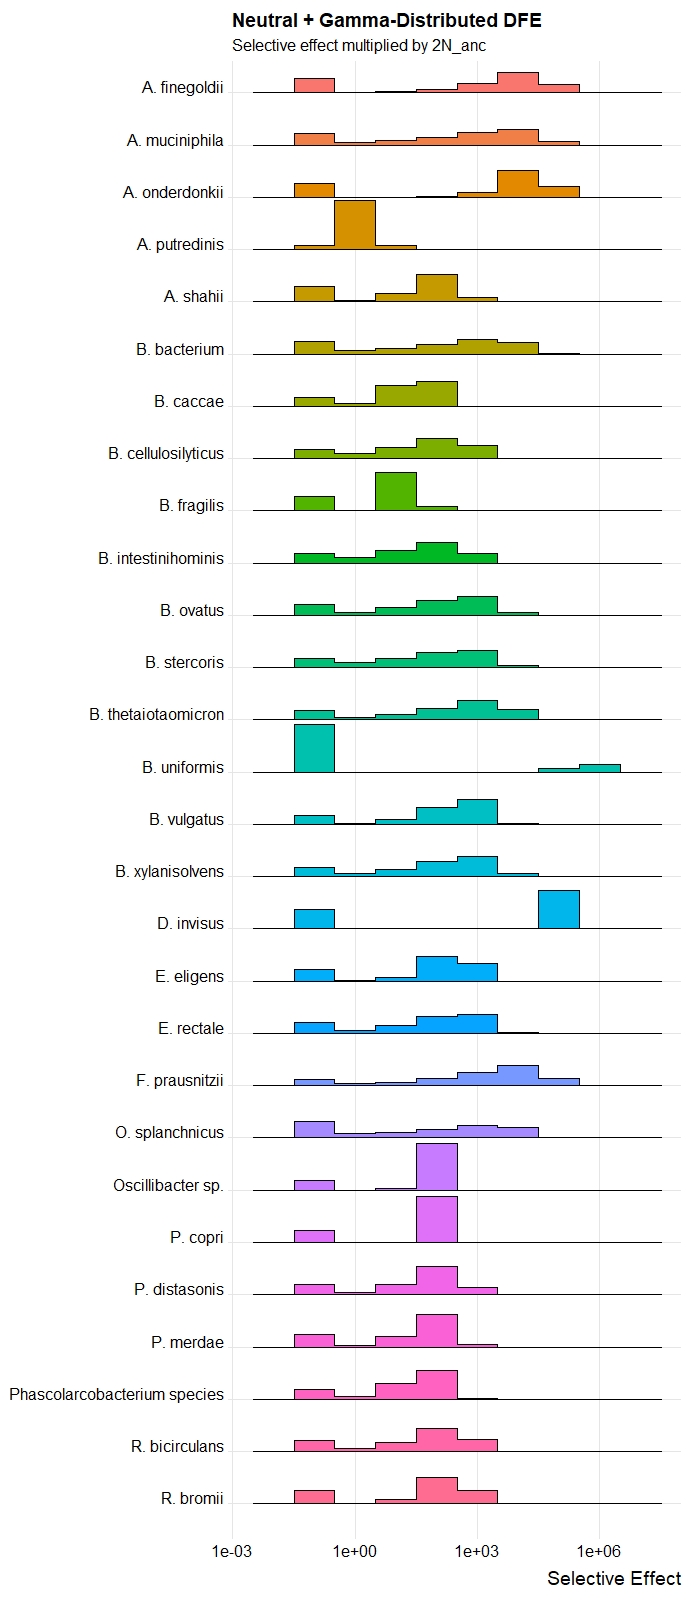 Neutral + Gamma-Distributed DFE
Selective effect multiplied by 2N_anc
A. finegoldii
A. muciniphila
A. onderdonkii
A. putredinis
A. shahii
B. bacterium
B. caccae
B. cellulosilyticus
B. fragilis
B. intestinihominis
B. ovatus
B. stercoris
B. thetaiotaomicron
B. uniformis
B. vulgatus
B. xylanisolvens
D. invisus
E. eligens
E. rectale
F. prausnitzii
O. splanchnicus
Oscillibacter sp.
P. copri
P. distasonis
P. merdae
Phascolarcobacterium species
R. bicirculans
R. bromii
1e-03 1e+00 1e+03 1e+06
Selective Effect